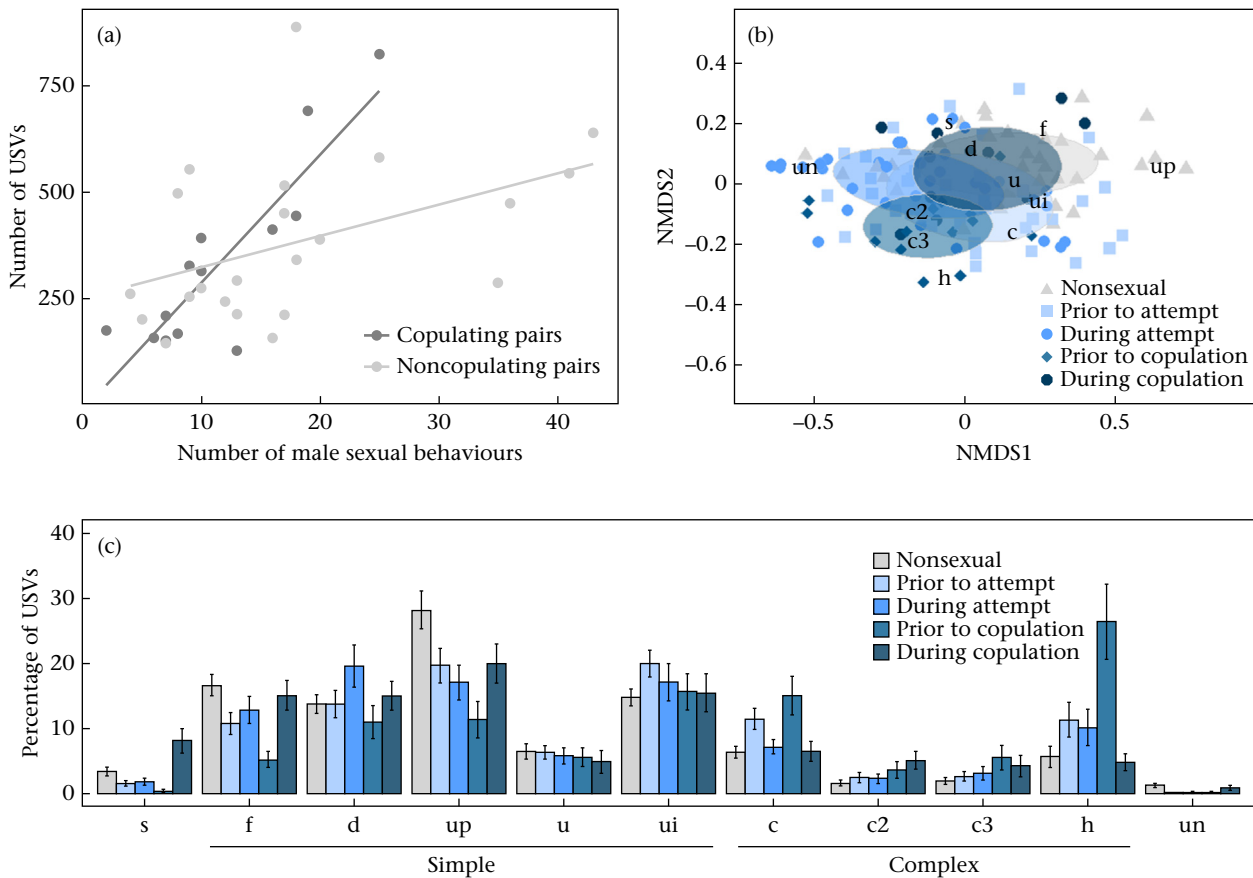 (a)
750
500
250
0
Number of USVs
Copulating pairs
Noncopulating pairs
0 10 20 30 40
Number of male sexual behaviours
(b)
0.4
0.2
0
–0.2
–0.4
–0.6
NMDS2
s
f
d
un
up
u
ui
c2
c
c3
h
Nonsexual
Prior to attempt
During attempt
Prior to copulation
During copulation
–0.5 0 0.5
NMDS1
(c)
40
30
20
10
0
Percentage of USVs
Nonsexual
Prior to attempt
During attempt
Prior to copulation
During copulation
s f d up u ui c c2 c3 h un
Simple Complex